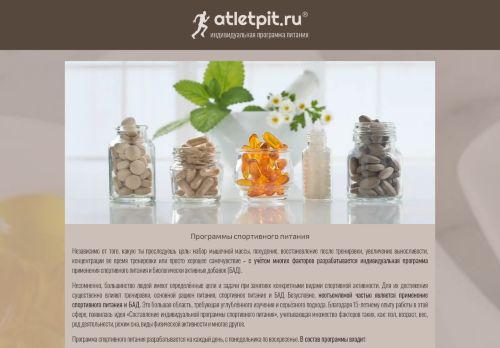 atletpit.ru®
индивидуальная программа питания
Программы спортивного питания
Независимо от того, какую ты преследуешь цель: набор мышечной массы, похудение, восстановление после тренировки, увеличение выносливости,
концентрации во время тренировки или просто хорошее самочувствие – с учётом многих факторов разрабатывается индивидуальная программа
применения спортивного питания и Биологически активных добавок (БАД).
Несомненно, большинство людей имеют определённые цели и задачи при занятиях конкретными видами спортивной активности. Для их достижения
существенно влияют тренировки, основной рацион питания, спортивное питание и БАД. Безусловно, неотъемлемой частью является применение
спортивного питания и БАД. Это большая область, требующая углублённого изучения и серьёзного подхода. Благодаря 15-летнему опыту работы в этой
сфере, появилась идея «Составление индивидуальной программы спортивного питания», учитывающая множество факторов таких, как: пол, возраст, вес,
род деятельности, режим сна, виды физической активности и многое другое.
Программа спортивного питания разрабатывается на каждый день, с понедельника по воскресенье. В состав программы входит: